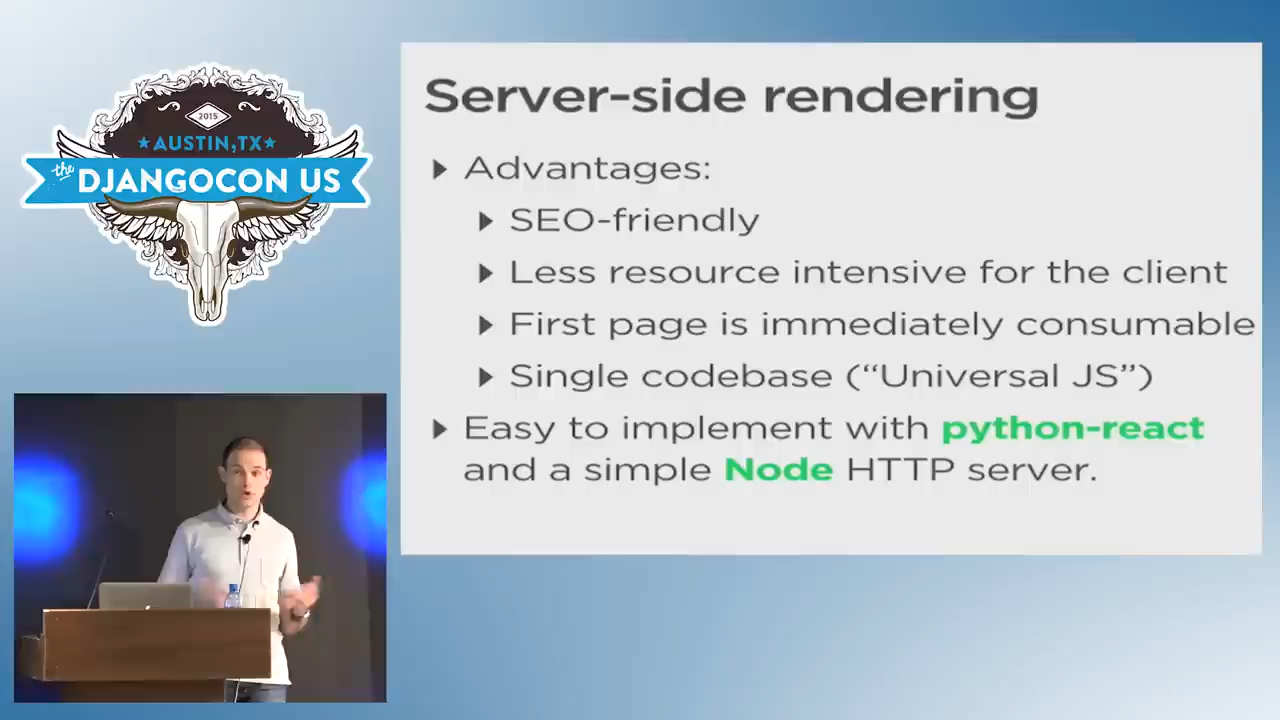 2015
★AUSTIN,TX★
the DJANGOCON US
Server-side rendering
Advantages:
SEO-friendly
Less resource intensive for the client
First page is immediately consumable
Single codebase (“Universal JS”)
Easy to implement with python-react
and a simple Node HTTP server.